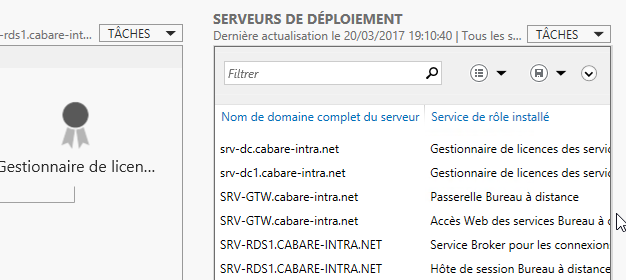 SERVEURS DE DÉPLOIEMENT
-rds1.cabare-int... TÂCHES
Dernière actualisation le 20/03/2017 19:10:40 | Tous les s... TÂCHES
Filtrer
Gestionnaire de licen...
Nom de domaine complet du serveur Service de rôle installé
srv-dc.cabare-intra.net Gestionnaire de licences des servic
srv-dc1.cabare-intra.net Gestionnaire de licences des servic
SRV-GTW.cabare-intra.net Passerelle Bureau à distance
SRV-GTW.cabare-intra.net Accès Web des services Bureau à d
SRV-RDS1.CABARE-INTRA.NET Service Broker pour les connexion
SRV-RDS1.CABARE-INTRA.NET Hôte de session Bureau à distance